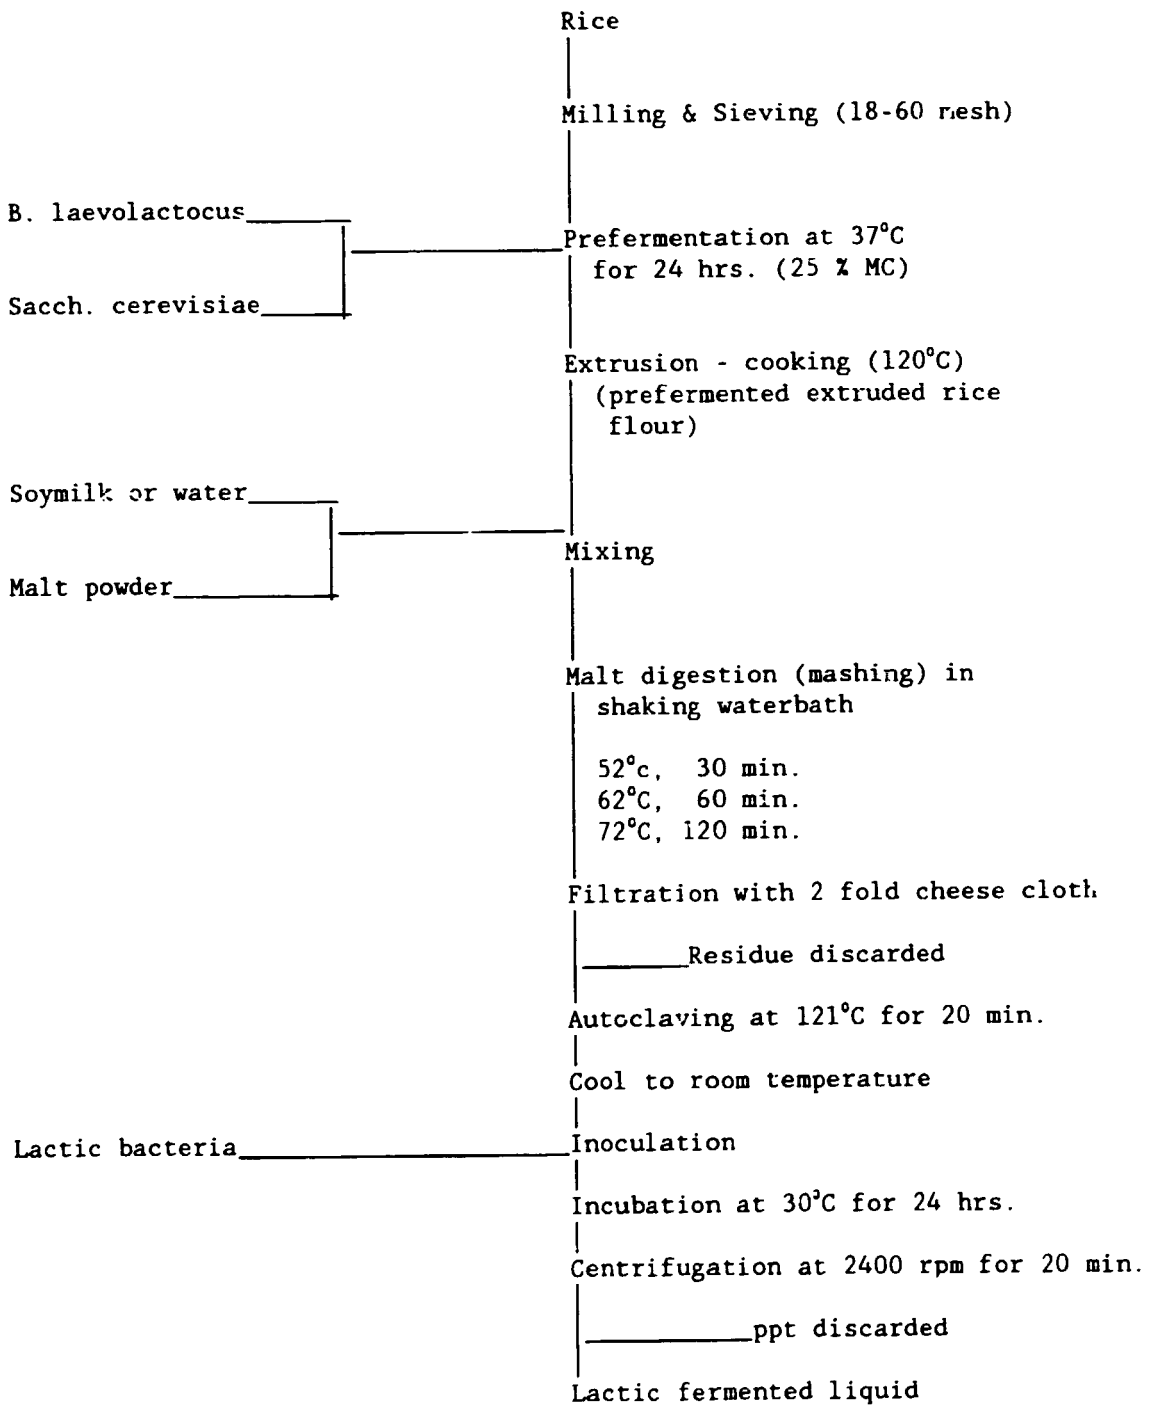 Rice
Milling & Sieving (18-60 mesh)
B. laevolactocus
Prefermentation at 37°C
for 24 hrs. (25 % MC)
Sacch. cerevisiae
Extrusion - cooking (120°C)
(prefermented extruded rice
flour)
Soymilk or water
Mixing
Malt powder
Malt digestion (mashing) in
shaking waterbath
52°c, 30 min.
62°C, 60 min.
72°C, 120 min.
Filtration with 2 fold cheese cloth
Residue discarded
Autoclaving at 121°C for 20 min.
Cool to room temperature
Lactic bacteria
Inoculation
Incubation at 30°C for 24 hrs.
Centrifugation at 2400 rpm for 20 min.
ppt discarded
Lactic fermented liquid